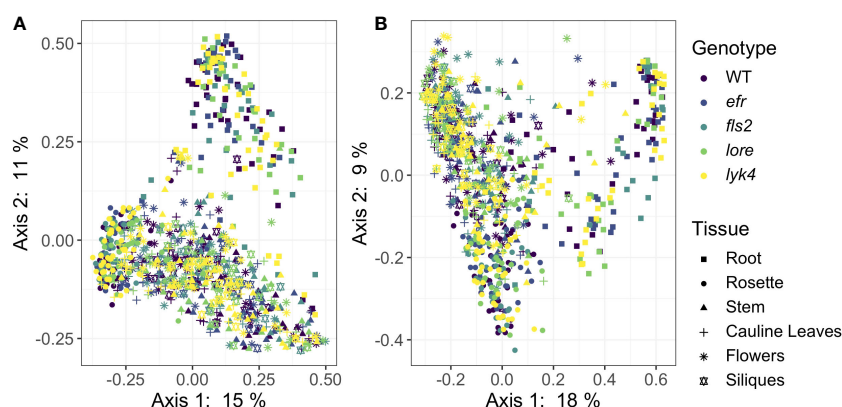 A
0.50
0.25
0.00
-0.25
Axis 2: 11 %
-0.25
0.00
0.25
0.50
Axis 1: 15 %
B
0.2
0.0
-0.2
-0.4
Axis 2: 9 %
-0.2
0.0
0.2
0.4
0.6
Axis 1: 18 %
Genotype
WT
efr
fls2
lore
lyk4
Tissue
Root
Rosette
Stem
Cauline Leaves
Flowers
Siliques